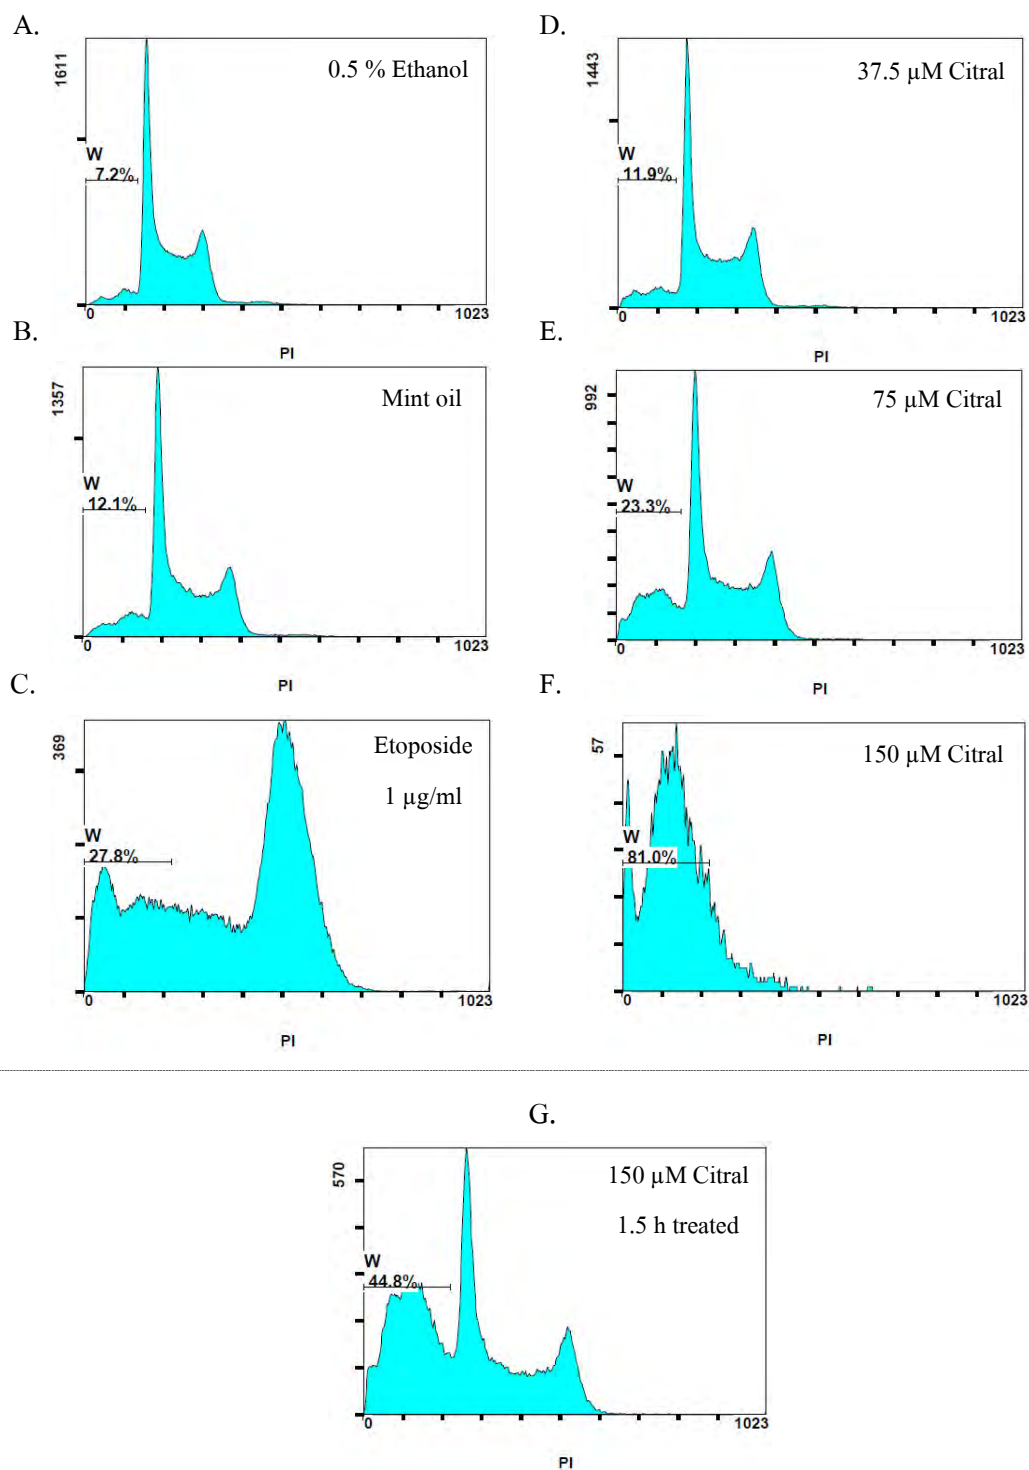 A.
1611
0.5 % Ethanol
W
7.2%
0
1023
PI
B.
1357
Mint oil
W
12.1%
0
1023
PI
C.
369
Etoposide
1 µg/ml
W
27.8%
0
1023
PI
D.
1443
37.5 µM Citral
W
11.9%
0
1023
PI
E.
992
75 µM Citral
W
23.3%
0
1023
PI
F.
57
150 µM Citral
W
81.0%
0
1023
PI
G.
570
150 µM Citral
1.5 h treated
W
44.8%
0
1023
PI